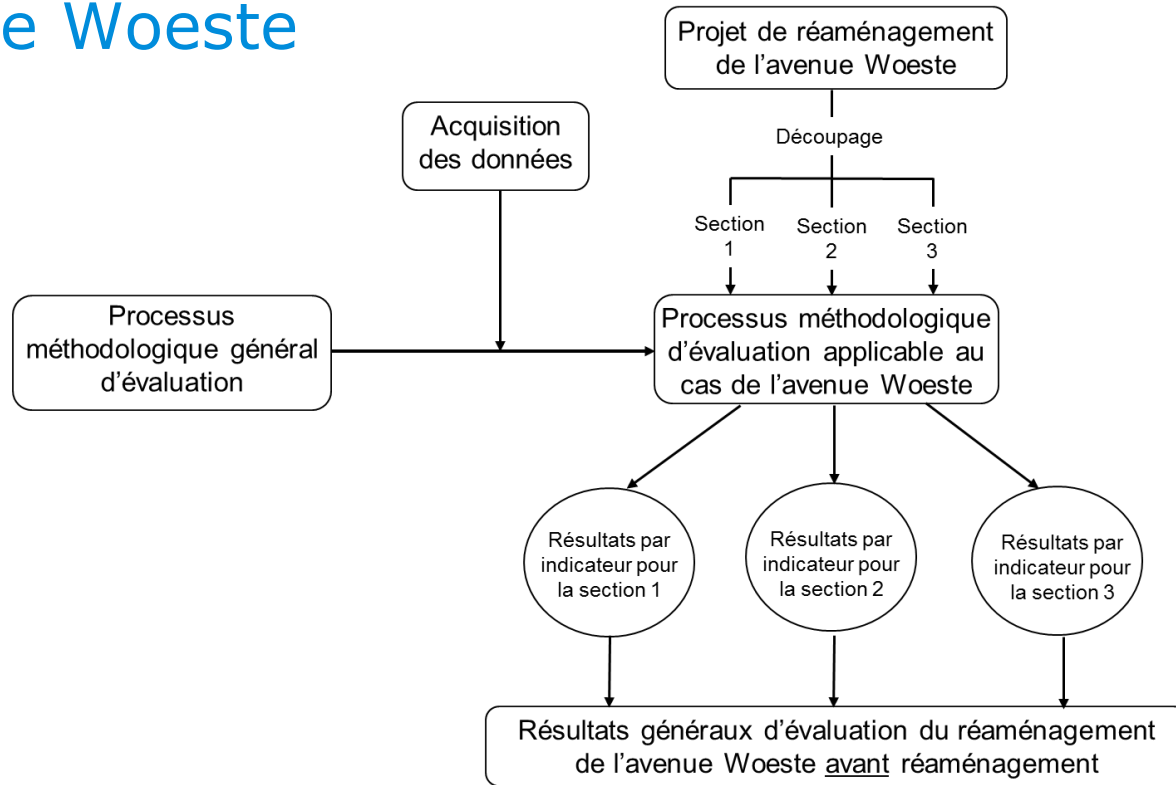 e Woeste
Projet de réaménagement
de l’avenue Woeste
Acquisition
des données
Découpage
Section
1
Section
2
Section
3
Processus
méthodologique général
d’évaluation
Processus méthodologique
d’évaluation applicable au
cas de l’avenue Woeste
Résultats par
indicateur pour
la section 1
Résultats par
indicateur pour
la section 2
Résultats par
indicateur pour
la section 3
Résultats généraux d’évaluation du réaménagement
de l’avenue Woeste avant réaménagement